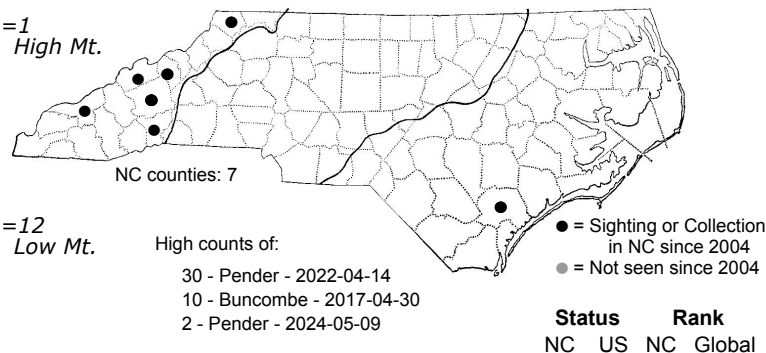 =1
High Mt.
NC counties: 7
=12
Low Mt.
High counts of:
30 - Pender - 2022-04-14
10 - Buncombe - 2017-04-30
2 - Pender - 2024-05-09
● = Sighting or Collection
in NC since 2004
● = Not seen since 2004
Status Rank
NC US NC Global